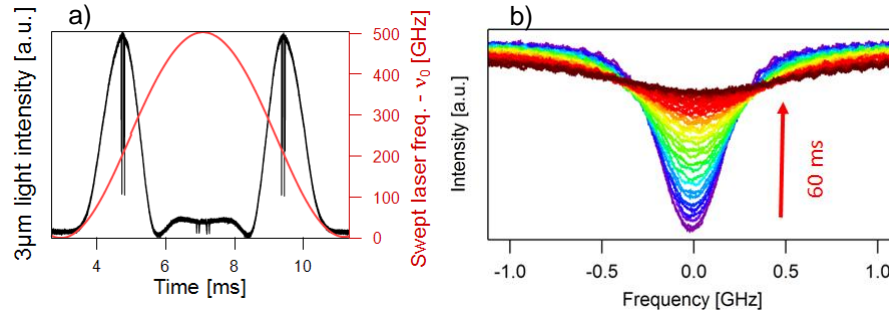 a)
3µm light intensity [a.u.]
4
6
8
10
Time [ms]
500
400
300
200
100
0
Swept laser freq. - ν₀ [GHz]
b)
Intensity [a.u.]
60 ms
-1.0
-0.5
0.0
0.5
1.0
Frequency [GHz]